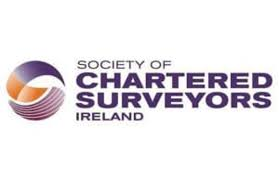 SOCIETY OF
CHARTERED
SURVEYORS
IRELAND